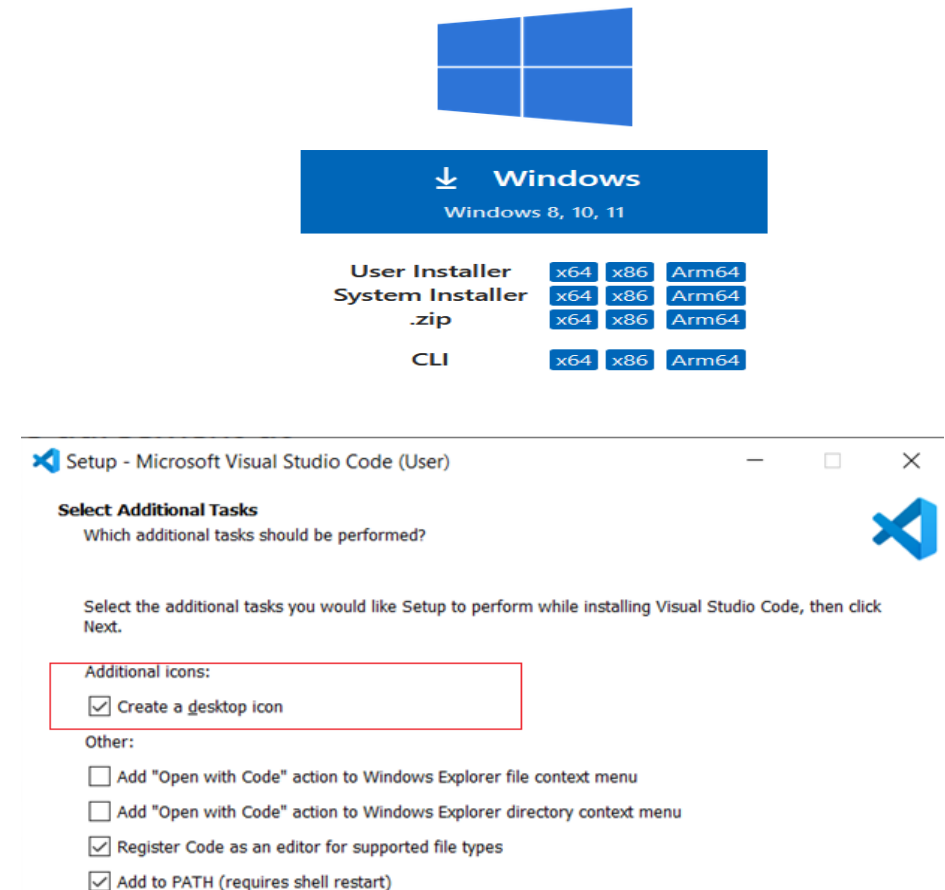 Windows
Windows 8, 10, 11
User Installer x64 x86 Arm64
System Installer x64 x86 Arm64
.zip x64 x86 Arm64
CLI x64 x86 Arm64
Setup - Microsoft Visual Studio Code (User)
Select Additional Tasks
Which additional tasks should be performed?
Select the additional tasks you would like Setup to perform while installing Visual Studio Code, then click
Next.
Additional icons:
Create a desktop icon
Other:
Add "Open with Code" action to Windows Explorer file context menu
Add "Open with Code" action to Windows Explorer directory context menu
Register Code as an editor for supported file types
Add to PATH (requires shell restart)